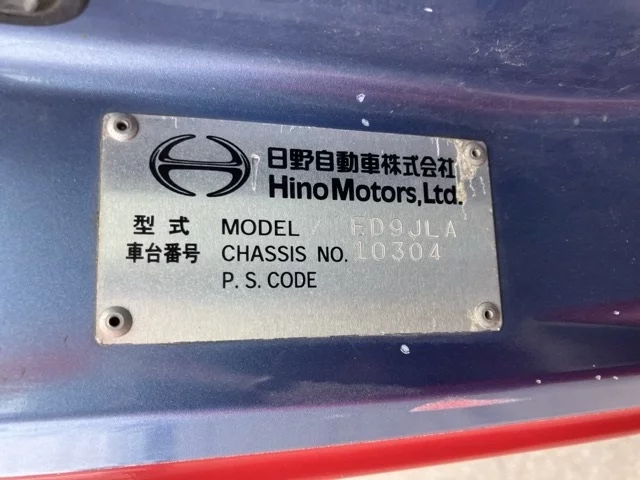 日野自動車株式会社
Hino Motors, Ltd.
型式 MODEL FD9JLA
車台番号 CHASSIS NO. 10304
P.S.CODE